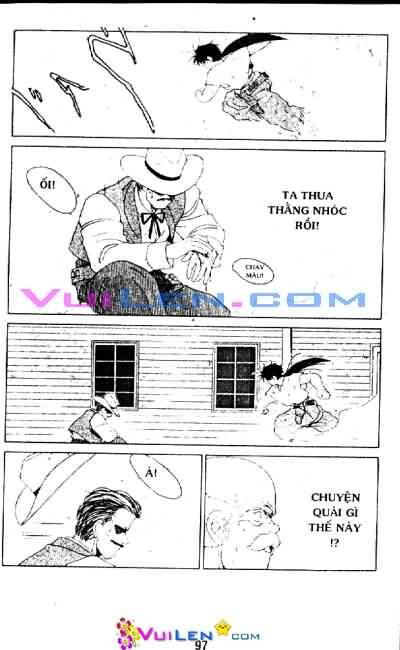 ỐI!
TA THUA
THẰNG NHÓC
RỒI!
CHẢY
MÁU!
VuiLen.com
À!
CHUYỆN
QUÁI GÌ
THẾ NÀY
!?
VuiLen.com
97